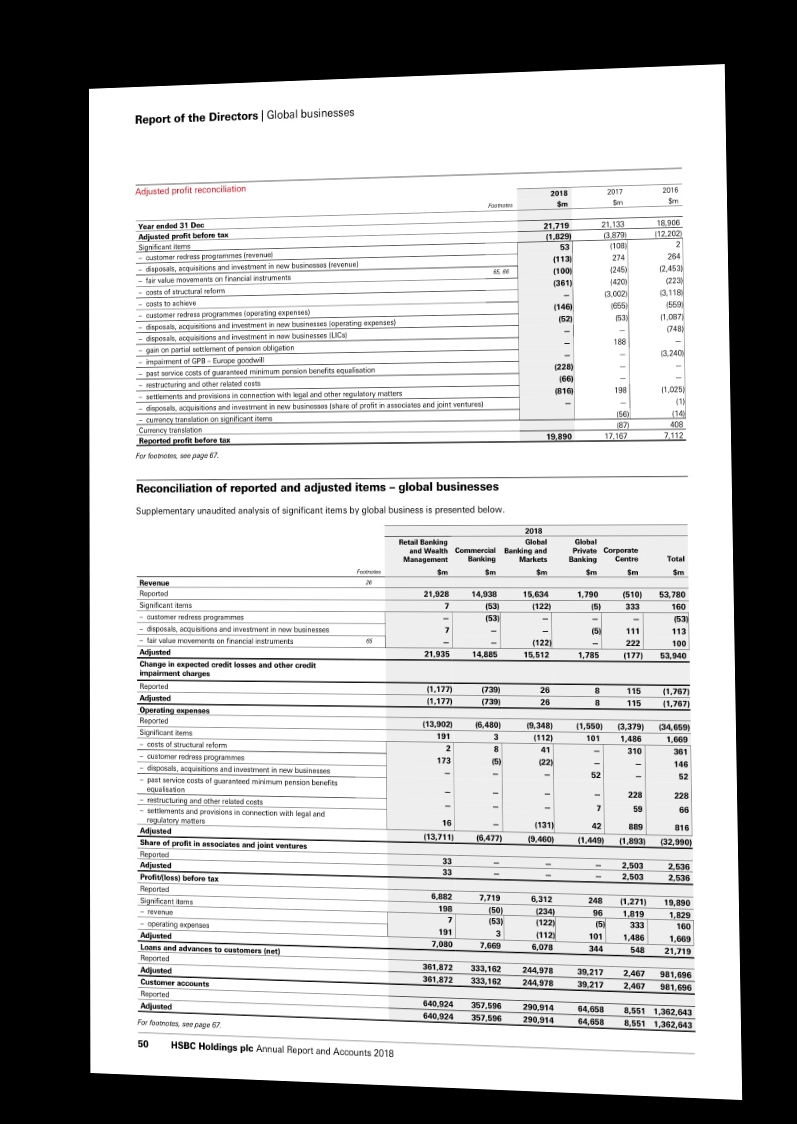 Report of the Directors | Global businesses
Adjusted profit reconciliation
2018 2017 2016
Footnotes $m $m $m
Year ended 31 Dec
Adjusted profit before tax 21,719 21,133 18,906
Significant items (1,829) (3,879) (12,202)
– customer redress programmes (revenue) 53 (108) 2
– disposals, acquisitions and investment in new businesses (revenue) (113) 274 264
– fair value movements on financial instruments 65, 66 (100) (245) (2,453)
– costs of structural reform (361) (420) (223)
– costs to achieve – (3,002) (3,118)
– customer redress programmes (operating expenses) (146) (655) (559)
– disposals, acquisitions and investment in new businesses (operating expenses) (52) (53) (1,087)
– disposals, acquisitions and investment in new businesses (LICs) – – (748)
– gain on partial settlement of pension obligation – 188 –
– impairment of GPB – Europe goodwill – – (3,240)
– past service costs of guaranteed minimum pension benefits equalisation (228) – –
– restructuring and other related costs (66) – –
– settlements and provisions in connection with legal and other regulatory matters (816) 198 (1,025)
– disposals, acquisitions and investment in new businesses (share of profit in associates and joint ventures) – (1)
– currency translation on significant items (56) (14)
Currency translation (87) 408
Reported profit before tax 19,890 17,167 7,112
For footnotes, see page 67.
Reconciliation of reported and adjusted items – global businesses
Supplementary unaudited analysis of significant items by global business is presented below.
2018
Retail Banking and Wealth Management Commercial Banking Global Banking and Markets Global Private Banking Corporate Centre Total
Footnotes $m $m $m $m $m $m
Revenue 26
Reported 21,928 14,938 15,634 1,790 (510) 53,780
Significant items 7 (53) (122) (5) 333 160
– customer redress programmes – (53) – – – (53)
– disposals, acquisitions and investment in new businesses 7 – – (5) 111 113
– fair value movements on financial instruments 65 – – (122) – 222 100
Adjusted 21,935 14,885 15,512 1,785 (177) 53,940
Change in expected credit losses and other credit
impairment charges
Reported (1,177) (739) 26 8 115 (1,767)
Adjusted (1,177) (739) 26 8 115 (1,767)
Operating expenses
Reported (13,902) (6,480) (9,348) (1,550) (3,379) (34,659)
Significant items 191 3 (112) 101 1,486 1,669
– costs of structural reform 2 8 41 – 310 361
– customer redress programmes 173 (5) (22) – – 146
– disposals, acquisitions and investment in new businesses – – – 52 – 52
– past service costs of guaranteed minimum pension benefits
equalisation – – – – 228 228
– restructuring and other related costs – – – 7 59 66
– settlements and provisions in connection with legal and
regulatory matters 16 – (131) 42 889 816
Adjusted (13,711) (6,477) (9,460) (1,449) (1,893) (32,990)
Share of profit in associates and joint ventures
Reported 33 – – – 2,503 2,536
Adjusted 33 – – – 2,503 2,536
Profit/(loss) before tax
Reported 6,882 7,719 6,312 248 (1,271) 19,890
Significant items 198 (50) (234) 96 1,819 1,829
– revenue 7 (53) (122) (5) 333 160
– operating expenses 191 3 (112) 101 1,486 1,669
Adjusted 7,080 7,669 6,078 344 548 21,719
Loans and advances to customers (net)
Reported 361,872 333,162 244,978 39,217 2,467 981,696
Adjusted 361,872 333,162 244,978 39,217 2,467 981,696
Customer accounts
Reported 640,924 357,596 290,914 64,658 8,551 1,362,643
Adjusted 640,924 357,596 290,914 64,658 8,551 1,362,643
For footnotes, see page 67.
50 HSBC Holdings plc Annual Report and Accounts 2018